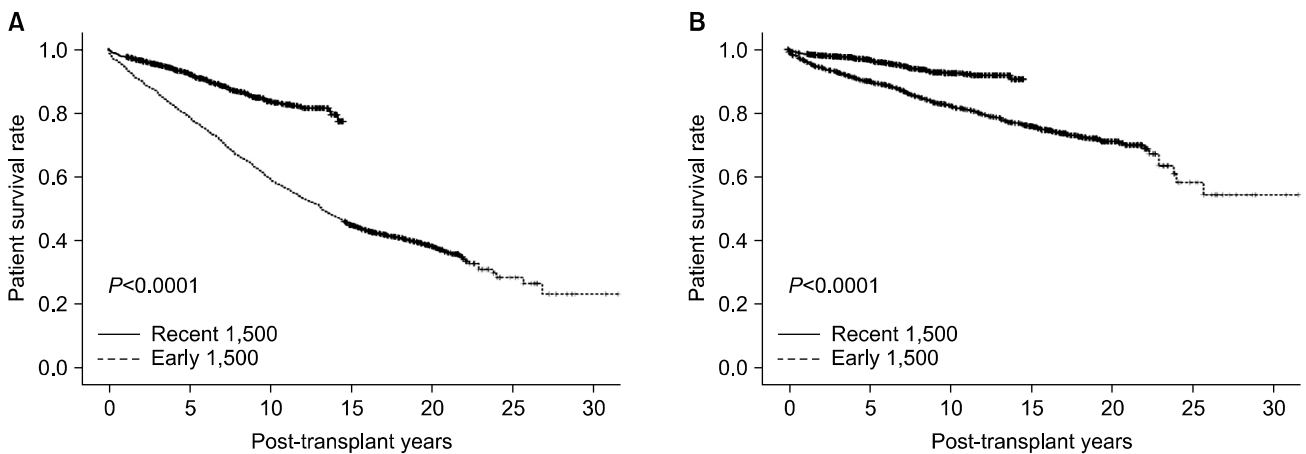 A
1.0
0.8
0.6
0.4
0.2
0.0
Patient survival rate
P<0.0001
Recent 1,500
Early 1,500
0 5 10 15 20 25 30
Post-transplant years
B
1.0
0.8
0.6
0.4
0.2
0.0
Patient survival rate
P<0.0001
Recent 1,500
Early 1,500
0 5 10 15 20 25 30
Post-transplant years